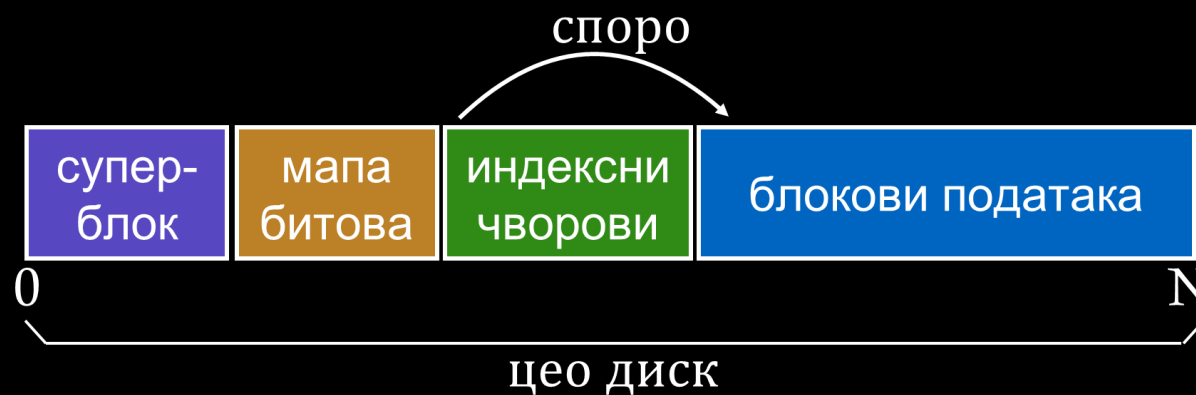 споро
супер-
блок
мапа
битова
индексни
чворови
блокови података
0
N
цео диск